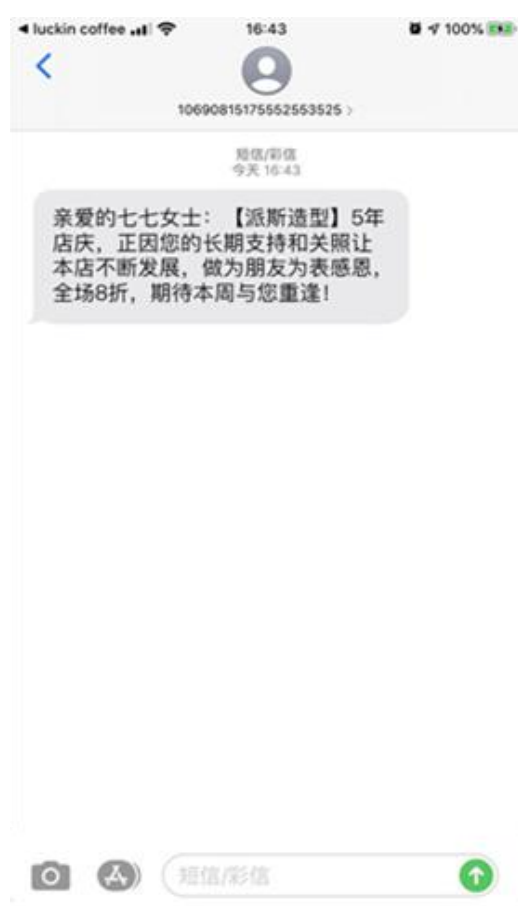 luckin coffee
16:43
100%
10690815175552553525
短信/彩信
今天 16:43
亲爱的七七女士：【派斯造型】5年
店庆，正因您的长期支持和关照让
本店不断发展，做为朋友为表感恩，
全场8折，期待本周与您重逢！
短信/彩信